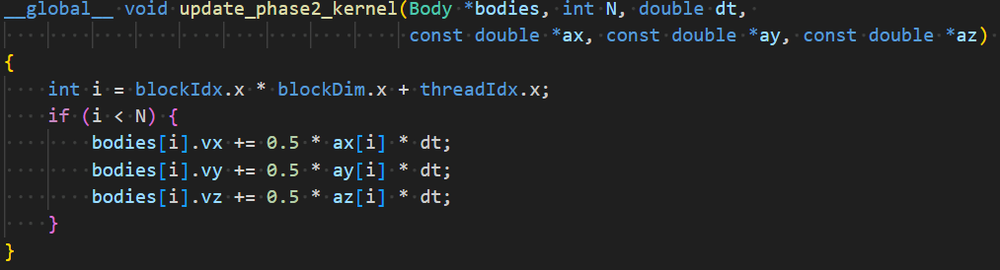 __global__ void update_phase2_kernel(Body *bodies, int N, double dt,
                                     const double *ax, const double *ay, const double *az)
{
    int i = blockIdx.x * blockDim.x + threadIdx.x;
    if (i < N) {
        bodies[i].vx += 0.5 * ax[i] * dt;
        bodies[i].vy += 0.5 * ay[i] * dt;
        bodies[i].vz += 0.5 * az[i] * dt;
    }
}